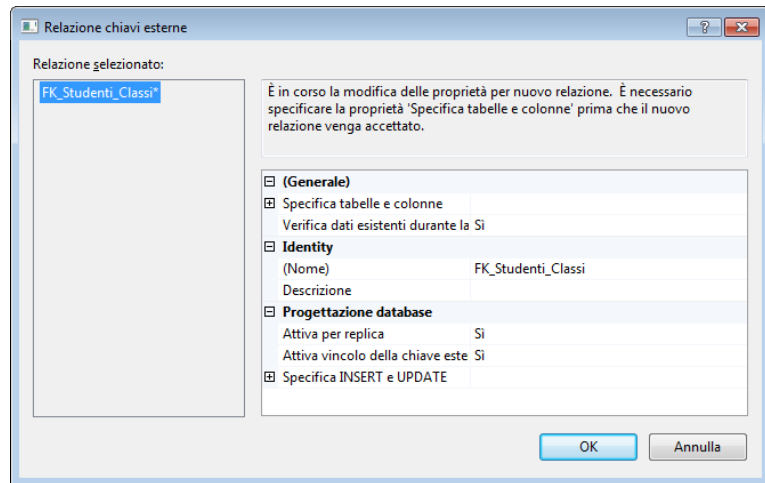 Relazione chiavi esterne
Relazione selezionato:
FK_Studenti_Classi*
È in corso la modifica delle proprietà per nuovo relazione. È necessario
specificare la proprietà 'Specifica tabelle e colonne' prima che il nuovo
relazione venga accettato.
(Generale)
Specifica tabelle e colonne
Verifica dati esistenti durante la Sì
Identity
(Nome) FK_Studenti_Classi
Descrizione
Progettazione database
Attiva per replica Sì
Attiva vincolo della chiave este Sì
Specifica INSERT e UPDATE
OK Annulla